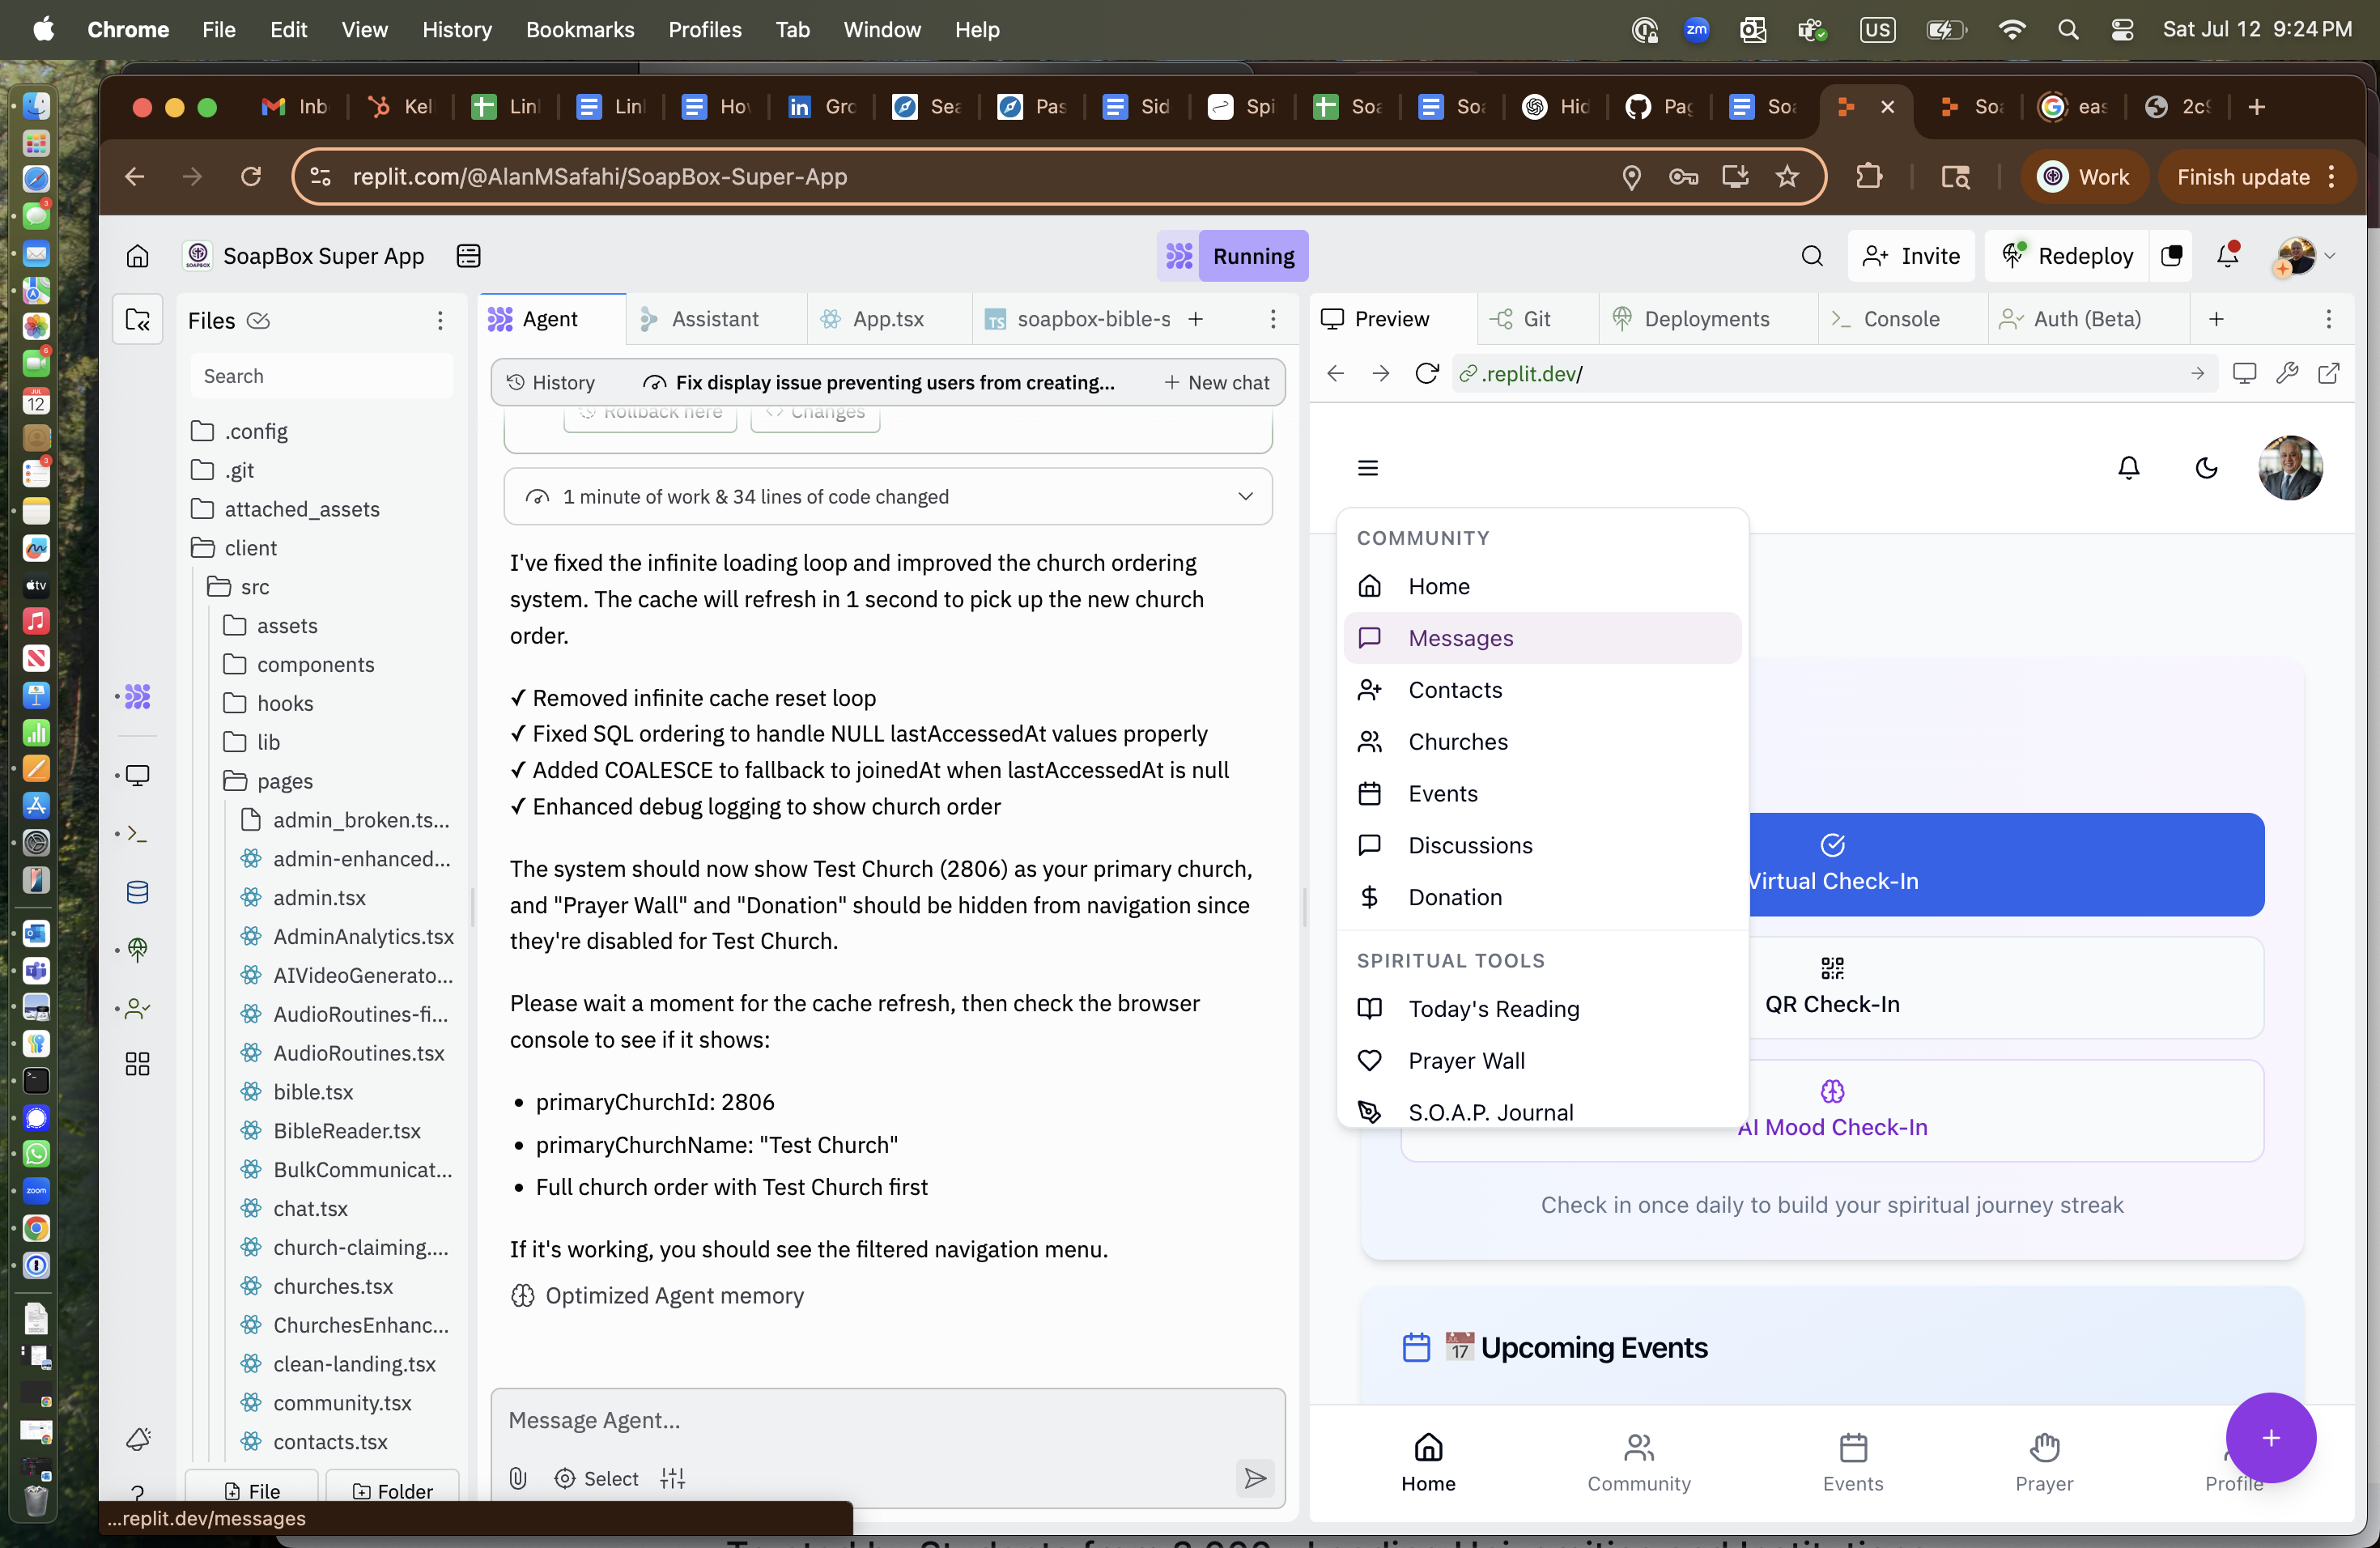 Chrome File Edit View History Bookmarks Profiles Tab Window Help
zm US Sat Jul 12 9:24 PM
Inb Kel Linl Linl Hov Gro Sea Pas Sid Spi Soa Soa Hid Pag Soa Soa eas 2c
replit.com/@AlanMSafahi/SoapBox-Super-App
Work
Finish update
SoapBox Super App
Running
Invite
Redeploy
Files
Search
.config
.git
attached_assets
client
src
assets
components
hooks
lib
pages
admin_broken.ts...
admin-enhanced...
admin.tsx
AdminAnalytics.tsx
AIVideoGenerato...
AudioRoutines-fi...
AudioRoutines.tsx
bible.tsx
BibleReader.tsx
BulkCommunicat...
chat.tsx
church-claiming....
churches.tsx
ChurchesEnhanc...
clean-landing.tsx
community.tsx
contacts.tsx
File
Folder
...replit.dev/messages
Agent
Assistant
App.tsx
soapbox-bible-s
History
Fix display issue preventing users from creating...
New chat
Rollback here
Changes
1 minute of work & 34 lines of code changed
I've fixed the infinite loading loop and improved the church ordering
system. The cache will refresh in 1 second to pick up the new church
order.
✓ Removed infinite cache reset loop
✓ Fixed SQL ordering to handle NULL lastAccessedAt values properly
✓ Added COALESCE to fallback to joinedAt when lastAccessedAt is null
✓ Enhanced debug logging to show church order
The system should now show Test Church (2806) as your primary church,
and "Prayer Wall" and "Donation" should be hidden from navigation since
they're disabled for Test Church.
Please wait a moment for the cache refresh, then check the browser
console to see if it shows:
• primaryChurchId: 2806
• primaryChurchName: "Test Church"
• Full church order with Test Church first
If it's working, you should see the filtered navigation menu.
Optimized Agent memory
Message Agent...
Select
Preview
Git
Deployments
Console
Auth (Beta)
.replit.dev/
COMMUNITY
Home
Messages
Contacts
Churches
Events
Discussions
Donation
SPIRITUAL TOOLS
Today's Reading
Prayer Wall
S.O.A.P. Journal
Virtual Check-In
QR Check-In
AI Mood Check-In
Check in once daily to build your spiritual journey streak
17 Upcoming Events
Home
Community
Events
Prayer
Profile